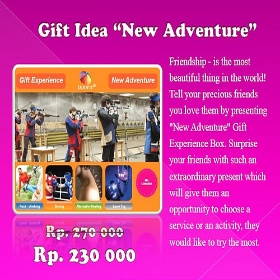 Gift Idea “New Adventure”
Friendship - is the most
beautiful thing in the world!
Tell your precious friends
you love them by presenting
"New Adventure" Gift
Experience Box. Surprise
your friends with such an
extraordinary present which
will give them an
opportunity to choose a
service or an activity, they
would like to try the most.
Gift Experience
New Adventure
Rp. 270 000
Rp. 230 000